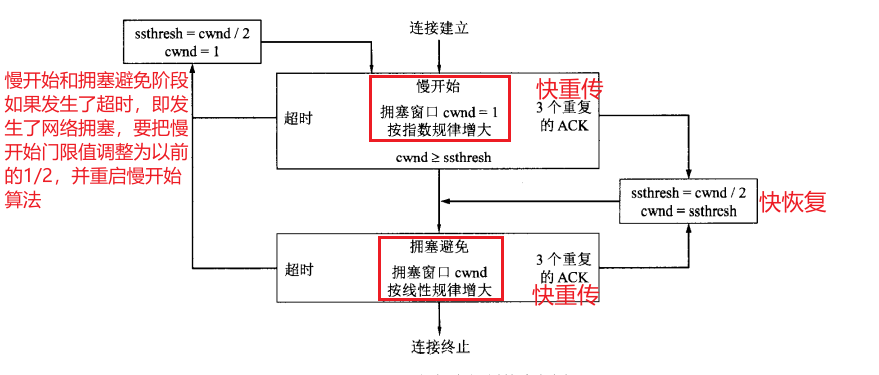 连接建立
ssthresh = cwnd / 2
cwnd = 1
慢开始和拥塞避免阶段
如果发生了超时，即发
生了网络拥塞，要把慢
开始门限值调整为以前
的1/2，并重启慢开始
算法
慢开始
拥塞窗口 cwnd = 1
按指数规律增大
超时
快重传
3 个重复
的 ACK
cwnd ≥ ssthresh
ssthresh = cwnd / 2
cwnd = ssthresh
快恢复
拥塞避免
拥塞窗口 cwnd
按线性规律增大
超时
3 个重复
的 ACK
快重传
连接终止